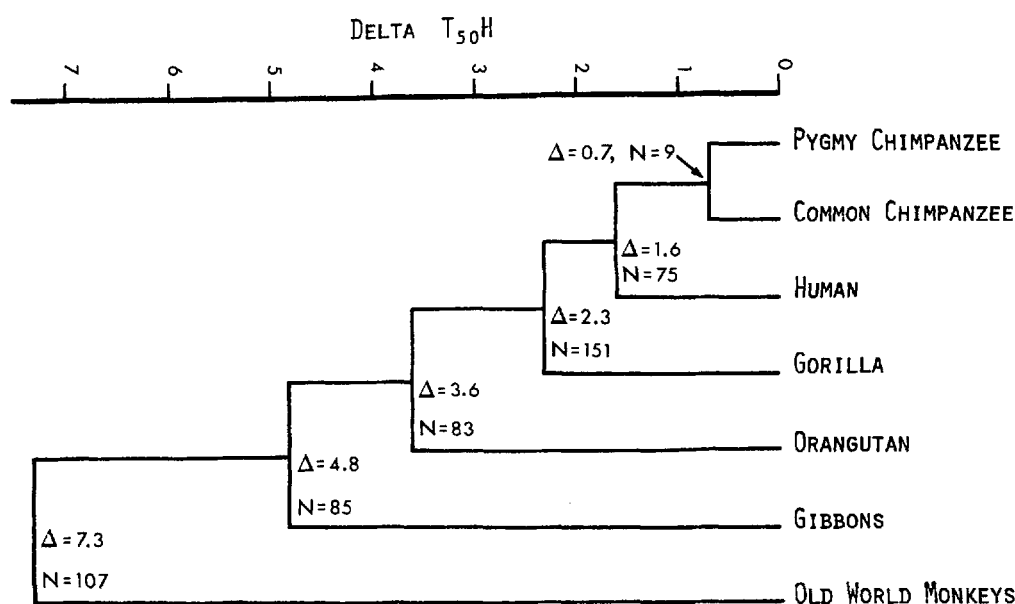 DELTA T50H
7 6 5 4 3 2 1 0
PYGMY CHIMPANZEE
Δ=0.7, N=9
COMMON CHIMPANZEE
Δ=1.6
N=75
HUMAN
Δ=2.3
N=151
GORILLA
Δ=3.6
N=83
ORANGUTAN
Δ=4.8
N=85
GIBBONS
Δ=7.3
N=107
OLD WORLD MONKEYS